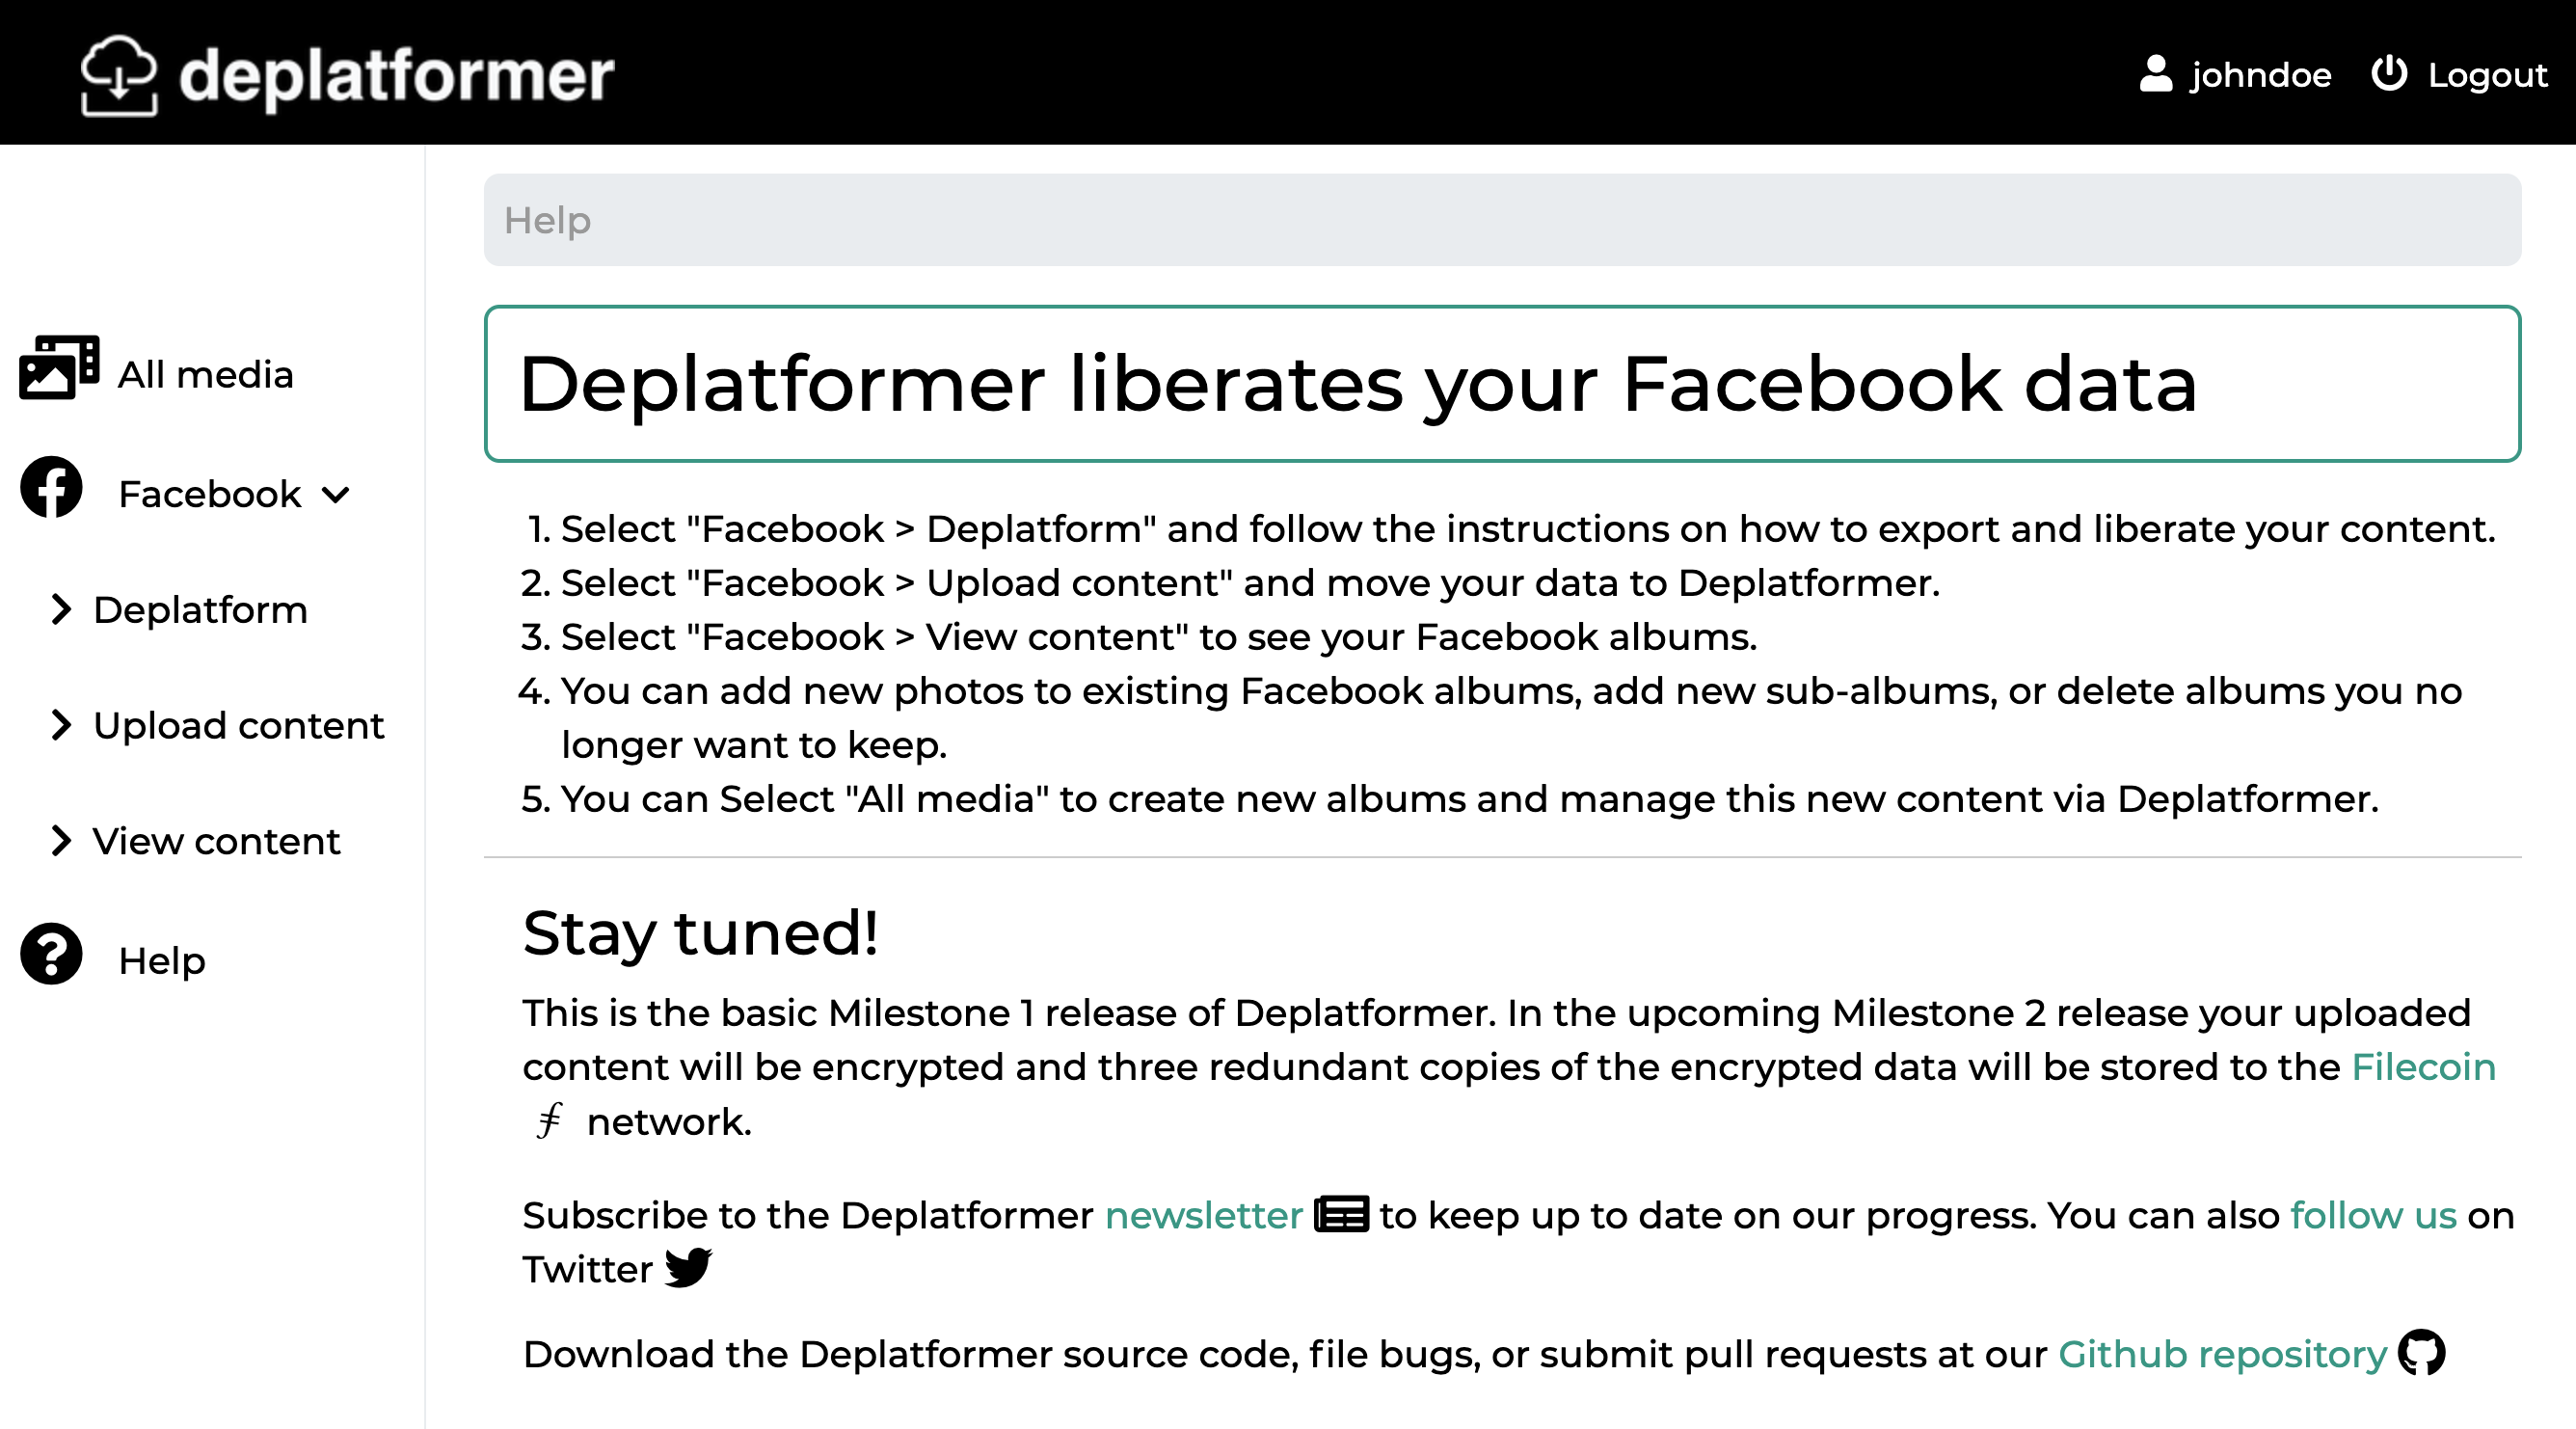 deplatformer
johndoe
Logout
Help
All media
Facebook
Deplatform
Upload content
View content
Help
Deplatformer liberates your Facebook data
1. Select "Facebook > Deplatform" and follow the instructions on how to export and liberate your content.
2. Select "Facebook > Upload content" and move your data to Deplatformer.
3. Select "Facebook > View content" to see your Facebook albums.
4. You can add new photos to existing Facebook albums, add new sub-albums, or delete albums you no
longer want to keep.
5. You can Select "All media" to create new albums and manage this new content via Deplatformer.
Stay tuned!
This is the basic Milestone 1 release of Deplatformer. In the upcoming Milestone 2 release your uploaded
content will be encrypted and three redundant copies of the encrypted data will be stored to the Filecoin
network.
Subscribe to the Deplatformer newsletter to keep up to date on our progress. You can also follow us on
Twitter
Download the Deplatformer source code, file bugs, or submit pull requests at our Github repository